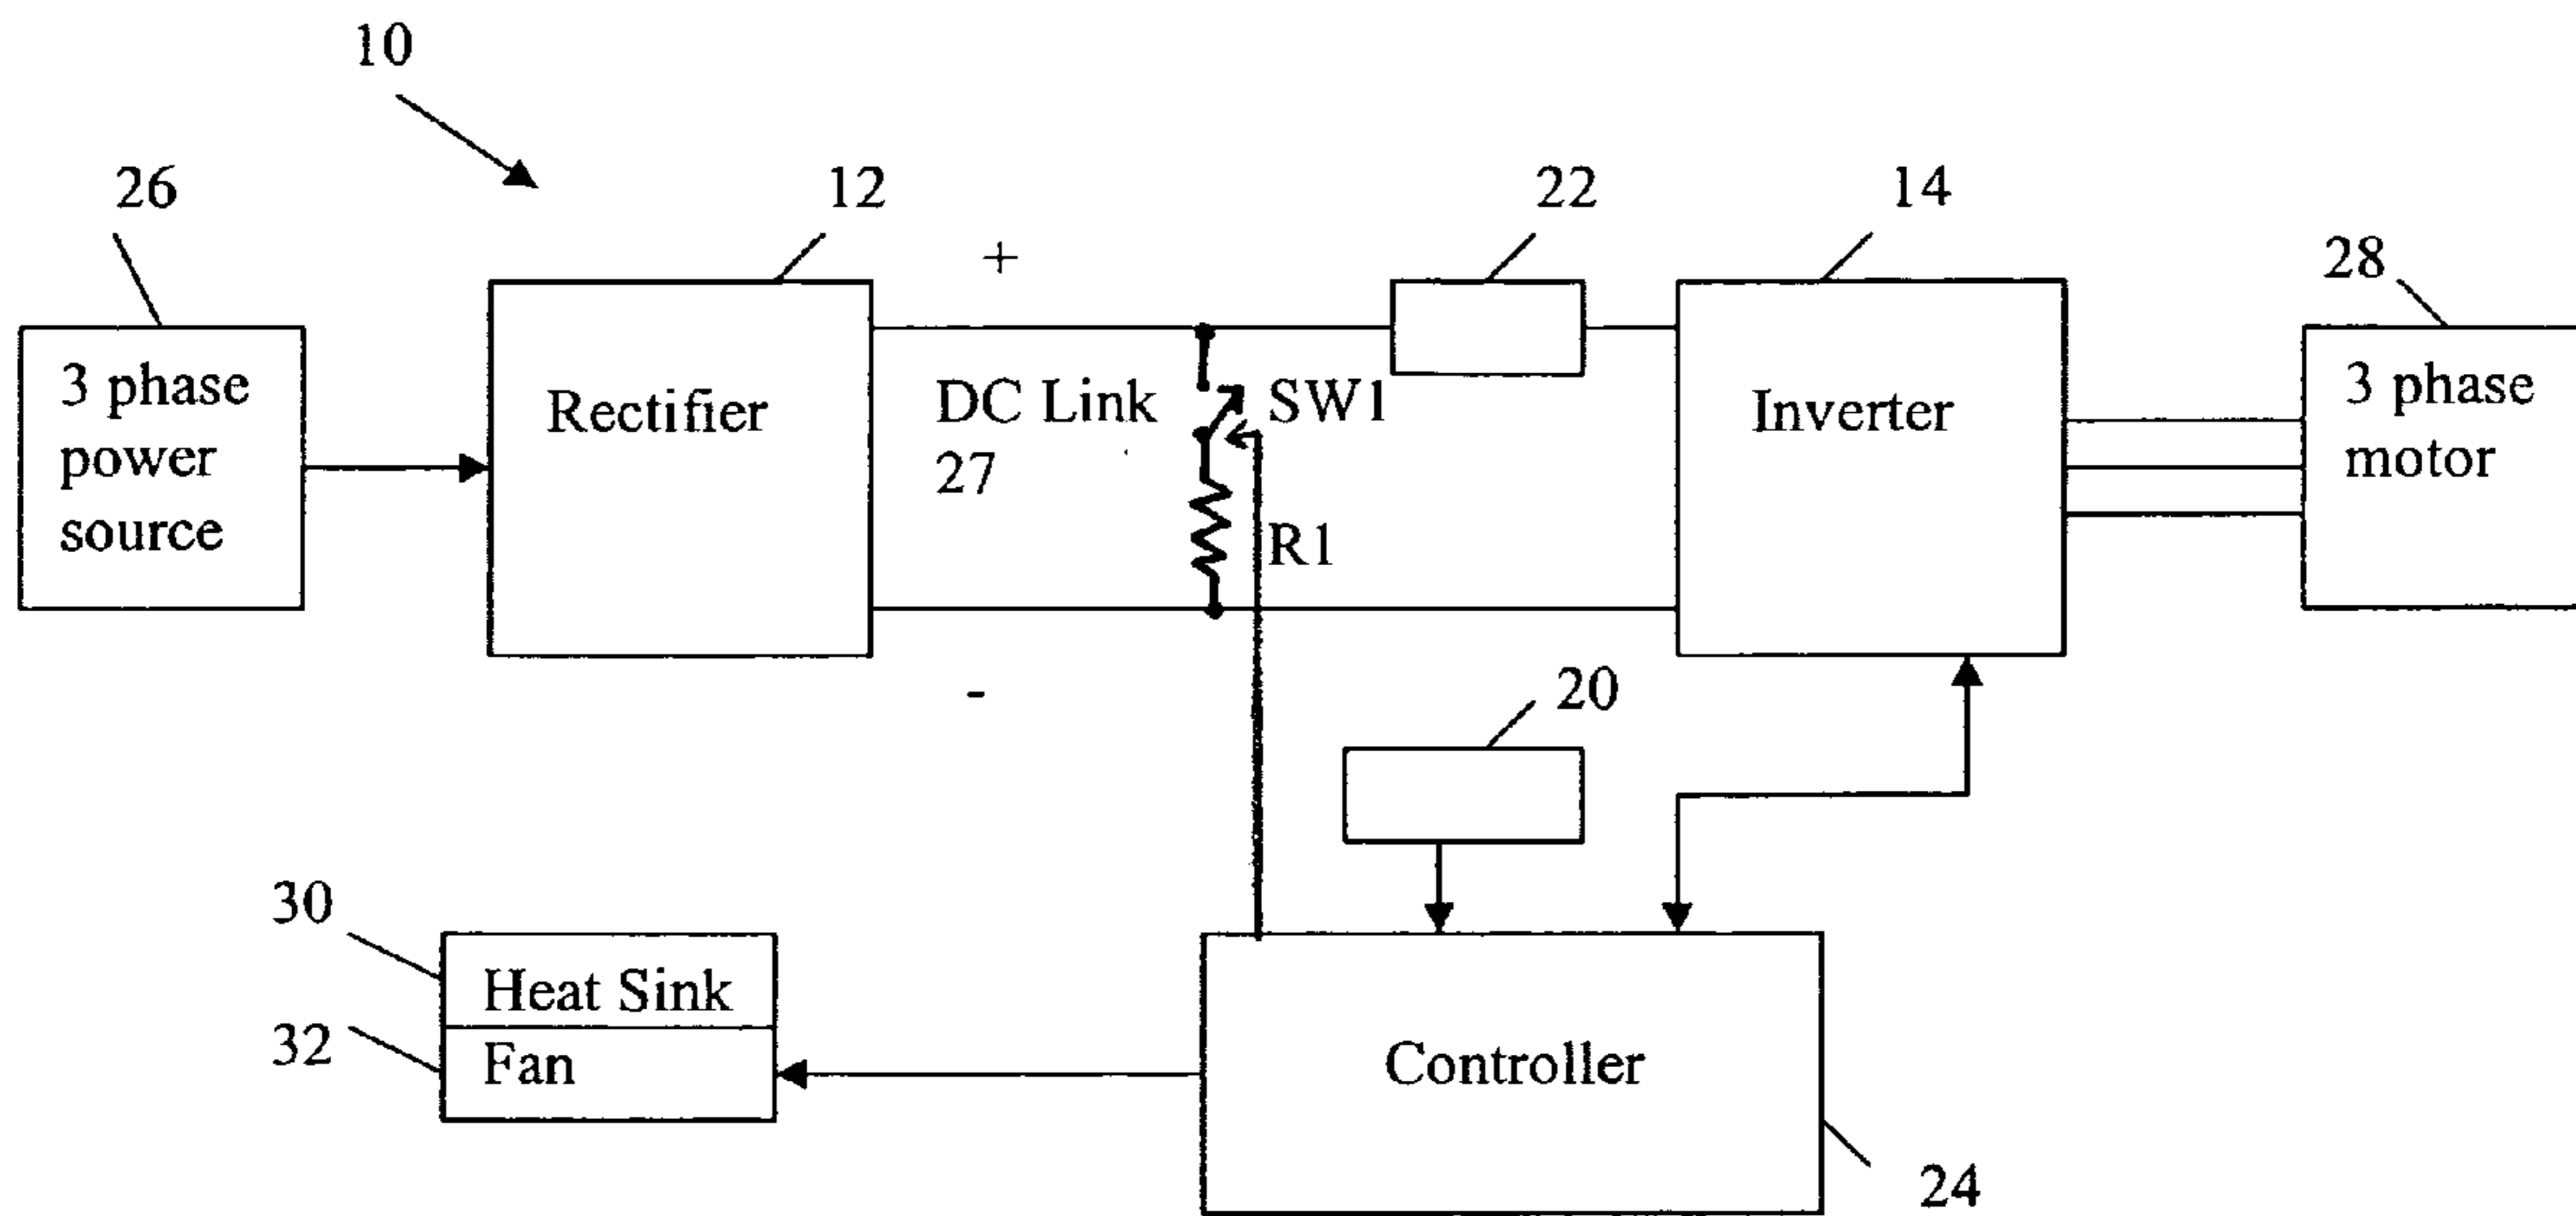 10
26
12
22
14
28
+
3 phase
power
source
Rectifier
DC Link
27
SW1
R1
Inverter
3 phase
motor
-
20
30
Heat Sink
32
Fan
Controller
24